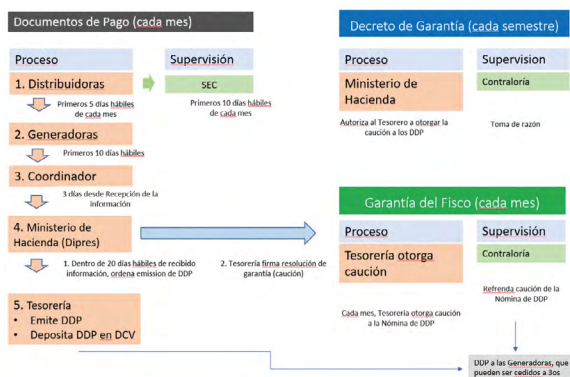 Documentos de Pago (cada mes)
Proceso
Supervisión
1. Distribuidoras
SEC
Primeros 5 días hábiles
de cada mes
Primeros 10 días hábiles
de cada mes
2. Generadoras
Primeros 10 días hábiles
3. Coordinador
3 días desde Recepción de la
información
4. Ministerio de
Hacienda (Dipres)
1. Dentro de 20 días hábiles de recibido
información, ordena emission de DDP
2. Tesorería firma resolución de
garantía (caución)
5. Tesorería
• Emite DDP
• Deposita DDP en DCV
Decreto de Garantía (cada semestre)
Proceso
Supervision
Ministerio de
Hacienda
Contraloría
Autoriza al Tesorero a otorgar la
caución a los DDP
Toma de razón
Garantía del Fisco (cada mes)
Proceso
Supervisión
Tesorería otorga
caución
Contraloría
Refrenda caución de la
Nómina de DDP
Cada mes, Tesorería otorga caución
a la Nómina de DDP
DDP a las Generadoras, que
pueden ser cedidos a 3os